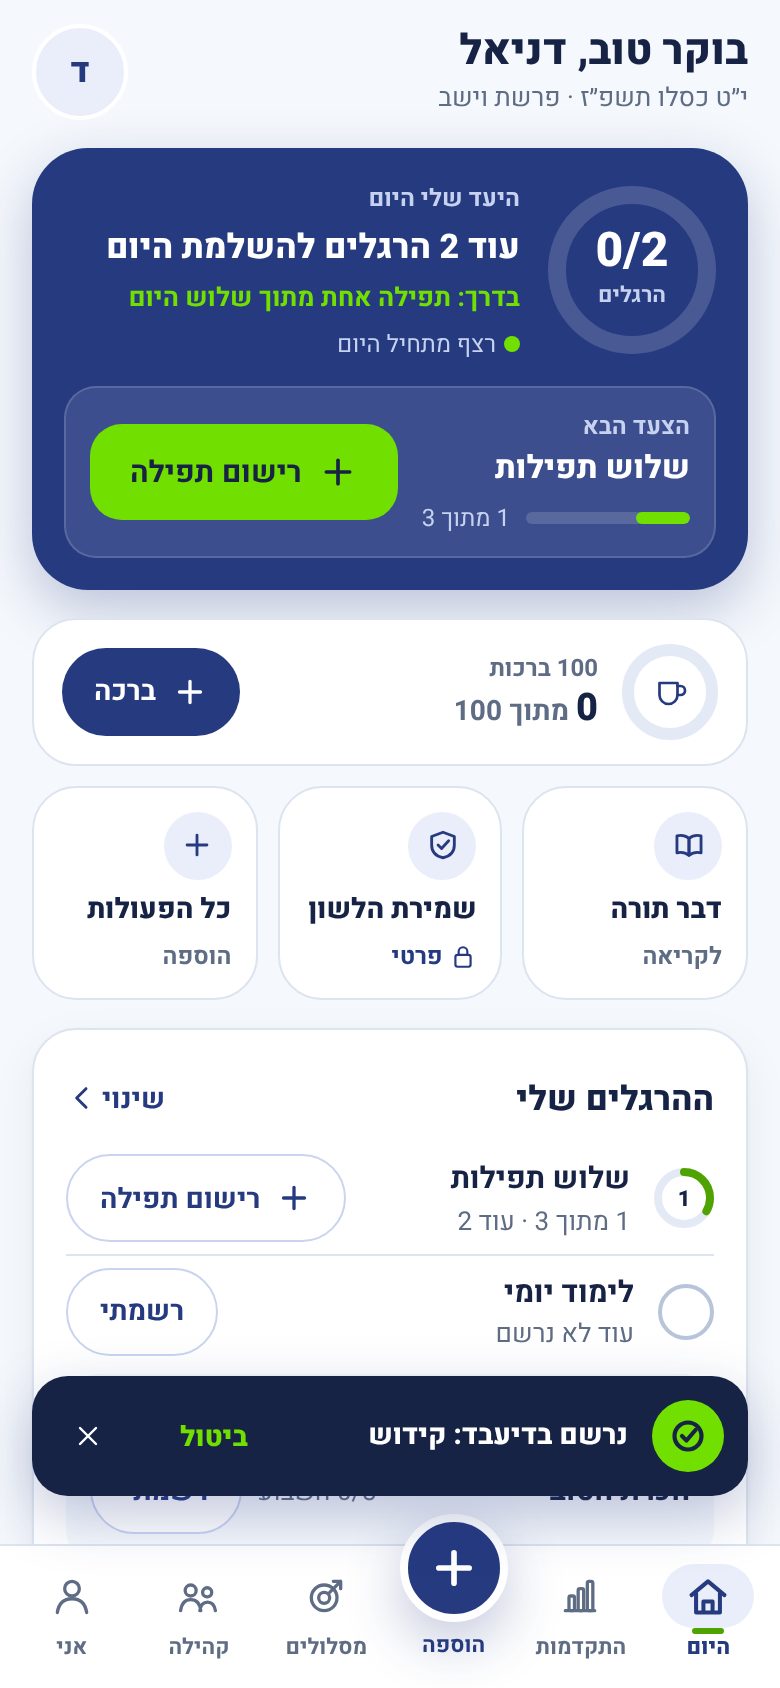 בוקר טוב, דניאל
ד
י״ט כסלו תשפ״ז · פרשת וישב
היעד שלי היום
0/2
הרגלים
עוד 2 הרגלים להשלמת היום
בדרך: תפילה אחת מתוך שלוש היום
רצף מתחיל היום
הצעד הבא
שלוש תפילות
1 מתוך 3
רישום תפילה
100 ברכות
0 מתוך 100
ברכה
דבר תורה
לקריאה
שמירת הלשון
פרטי
כל הפעולות
הוספה
ההרגלים שלי
שינוי
1
שלוש תפילות
1 מתוך 3 · עוד 2
רישום תפילה
לימוד יומי
עוד לא נרשם
רשמתי
נרשם בדיעבד: קידוש
ביטול
היום
התקדמות
הוספה
מסלולים
קהילה
אני